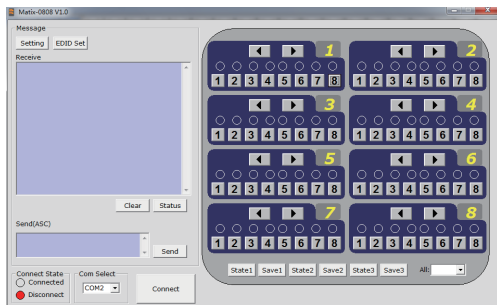 Matix-0808 V1.0
Message
Setting EDID Set
Receive
Clear Status
Send(ASC)
Send
Connect State
Connected
Disconnect
Com Select
COM2
Connect
1 2
1 2 3 4 5 6 7 8 1 2 3 4 5 6 7 8
3 4
1 2 3 4 5 6 7 8 1 2 3 4 5 6 7 8
5 6
1 2 3 4 5 6 7 8 1 2 3 4 5 6 7 8
7 8
1 2 3 4 5 6 7 8 1 2 3 4 5 6 7 8
State1 Save1 State2 Save2 State3 Save3 All: